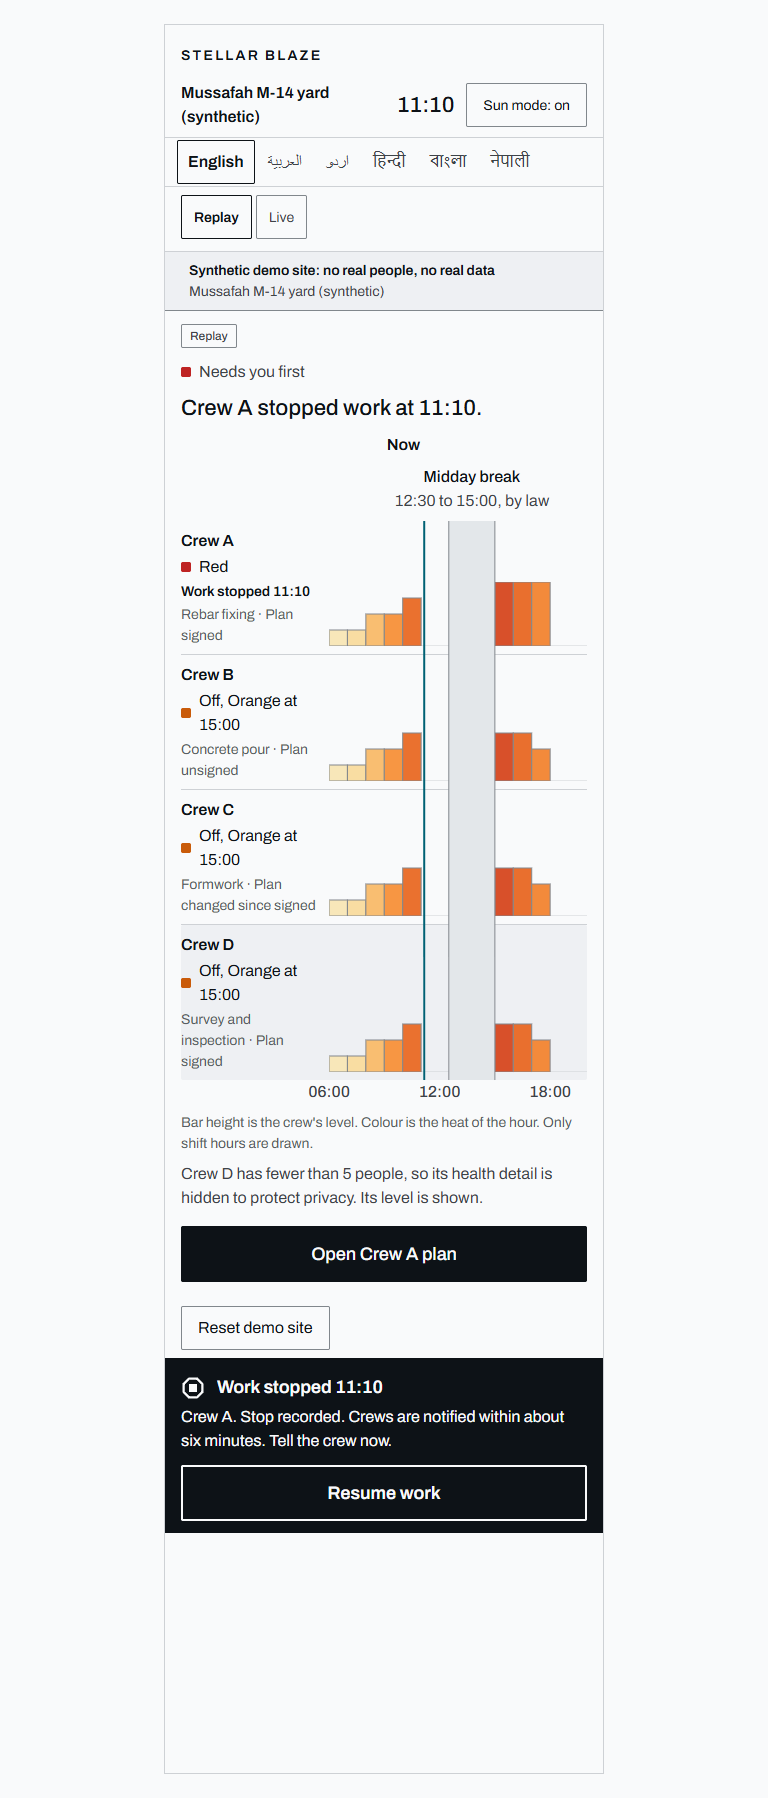 STELLAR BLAZE
Mussafah M-14 yard
(synthetic)
11:10
Sun mode: on
English
العربية
اردو
हिन्दी
বাংলা
नेपाली
Replay
Live
Synthetic demo site: no real people, no real data
Mussafah M-14 yard (synthetic)
Replay
Needs you first
Crew A stopped work at 11:10.
Now
Midday break
12:30 to 15:00, by law
Crew A
Red
Work stopped 11:10
Rebar fixing · Plan
signed
Crew B
Off, Orange at
15:00
Concrete pour · Plan
unsigned
Crew C
Off, Orange at
15:00
Formwork · Plan
changed since signed
Crew D
Off, Orange at
15:00
Survey and
inspection · Plan
signed
06:00
12:00
18:00
Bar height is the crew's level. Colour is the heat of the hour. Only
shift hours are drawn.
Crew D has fewer than 5 people, so its health detail is
hidden to protect privacy. Its level is shown.
Open Crew A plan
Reset demo site
Work stopped 11:10
Crew A. Stop recorded. Crews are notified within about
six minutes. Tell the crew now.
Resume work